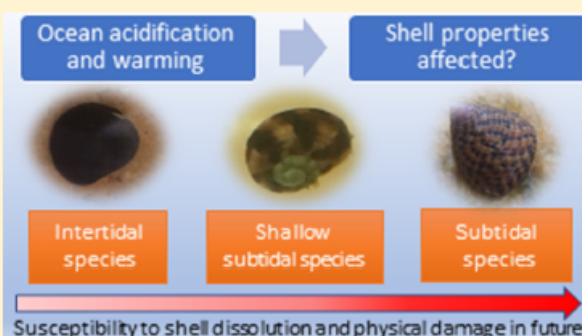 Ocean acidification
and warming
Shell properties
affected?
Intertidal
species
Shallow
subtidal species
Subtidal
species
Susceptibility to shell dissolution and physical damage in future